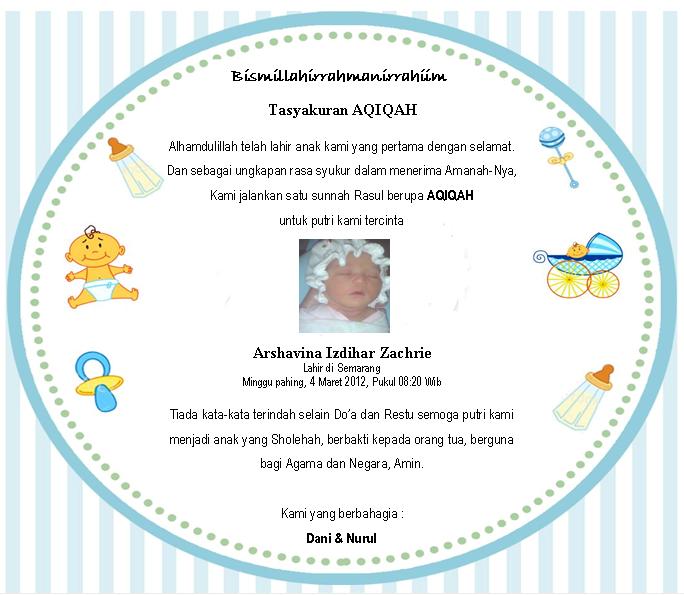 Bismillahirrahmanirrahiim
Tasyakuran AQIQAH
Alhamdulillah telah lahir anak kami yang pertama dengan selamat.
Dan sebagai ungkapan rasa syukur dalam menerima Amanah-Nya,
Kami jalankan satu sunnah Rasul berupa AQIQAH
untuk putri kami tercinta
Arshavina Izdihar Zachrie
Lahir di Semarang
Minggu pahing, 4 Maret 2012, Pukul 08:20 Wib
Tiada kata-kata terindah selain Do'a dan Restu semoga putri kami
menjadi anak yang Sholehah, berbakti kepada orang tua, berguna
bagi Agama dan Negara, Amin.
Kami yang berbahagia :
Dani & Nurul